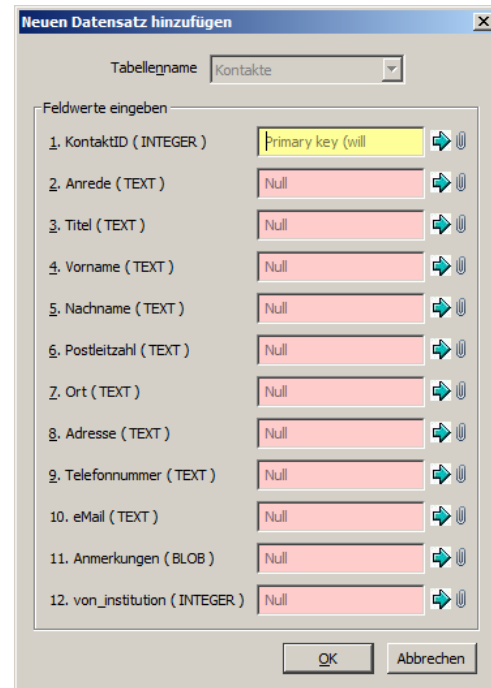 Neuen Datensatz hinzufügen
Tabellenname Kontakte
Feldwerte eingeben
1. KontaktID ( INTEGER ) Primary key (will
2. Anrede ( TEXT ) Null
3. Titel ( TEXT ) Null
4. Vorname ( TEXT ) Null
5. Nachname ( TEXT ) Null
6. Postleitzahl ( TEXT ) Null
7. Ort ( TEXT ) Null
8. Adresse ( TEXT ) Null
9. Telefonnummer ( TEXT ) Null
10. eMail ( TEXT ) Null
11. Anmerkungen ( BLOB ) Null
12. von_institution ( INTEGER ) Null
OK Abbrechen